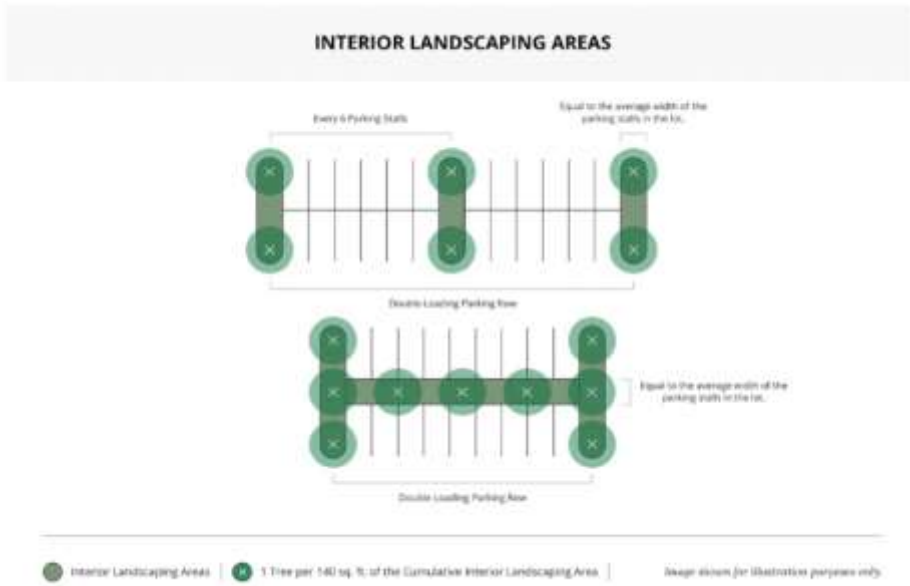 INTERIOR LANDSCAPING AREAS
Every 6 Parking Stalls
Equal to the average width of the
parking stalls in the lot.
Double Loading Parking Row
Equal to the average width of the
parking stalls in the lot.
Double Loading Parking Row
Interior Landscaping Areas
1 Tree per 140 sq. ft. of the Cumulative Interior Landscaping Area
Image shown for illustration purposes only.